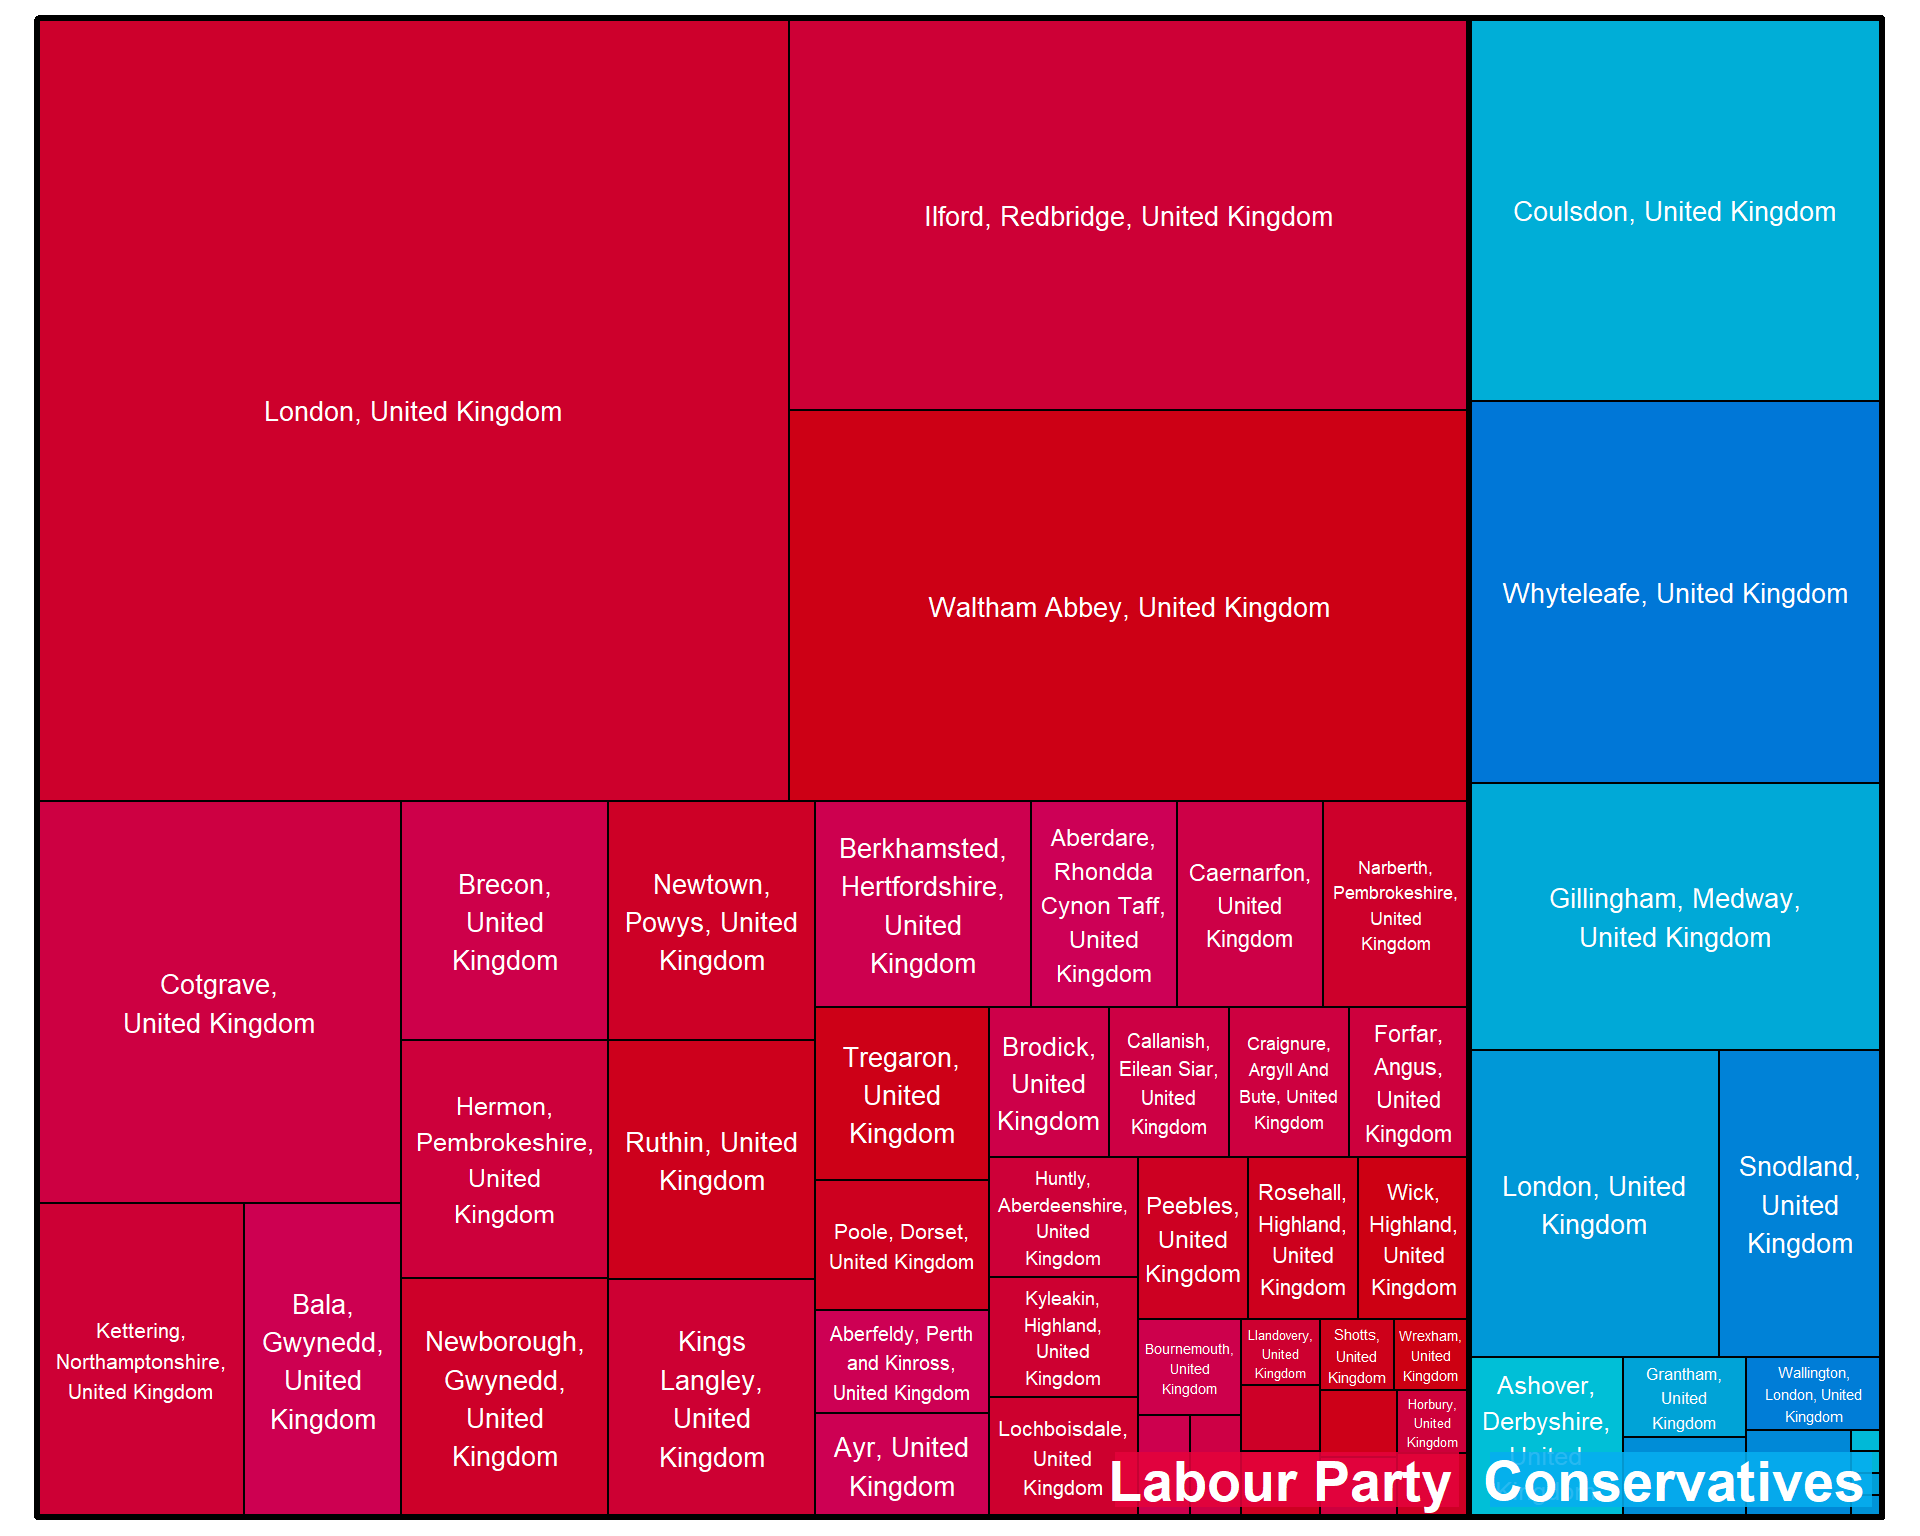 London, United Kingdom
Ilford, Redbridge, United Kingdom
Waltham Abbey, United Kingdom
Cotgrave,
United Kingdom
Kettering,
Northamptonshire,
United Kingdom
Bala,
Gwynedd,
United
Kingdom
Brecon,
United
Kingdom
Hermon,
Pembrokeshire,
United
Kingdom
Newborough,
Gwynedd,
United
Kingdom
Newtown,
Powys, United
Kingdom
Ruthin, United
Kingdom
Kings
Langley,
United
Kingdom
Berkhamsted,
Hertfordshire,
United
Kingdom
Aberdare,
Rhondda
Cynon Taff,
United
Kingdom
Caernarfon,
United
Kingdom
Narberth,
Pembrokeshire,
United
Kingdom
Tregaron,
United
Kingdom
Poole, Dorset,
United Kingdom
Aberfeldy, Perth
and Kinross,
United Kingdom
Ayr, United
Kingdom
Brodick,
United
Kingdom
Callanish,
Eilean Siar,
United
Kingdom
Craignure,
Argyll And
Bute, United
Kingdom
Forfar,
Angus,
United
Kingdom
Huntly,
Aberdeenshire,
United
Kingdom
Kyleakin,
Highland,
United
Kingdom
Lochboisdale,
United
Kingdom
Peebles,
United
Kingdom
Rosehall,
Highland,
United
Kingdom
Wick,
Highland,
United
Kingdom
Bournemouth,
United
Kingdom
Llandovery,
United
Kingdom
Shotts,
United
Kingdom
Wrexham,
United
Kingdom
Horbury,
United
Kingdom
Labour Party
Coulsdon, United Kingdom
Whyteleafe, United Kingdom
Gillingham, Medway,
United Kingdom
London, United
Kingdom
Snodland,
United
Kingdom
Ashover,
Derbyshire,
United
Grantham,
United
Kingdom
Wallington,
London, United
Kingdom
Conservatives